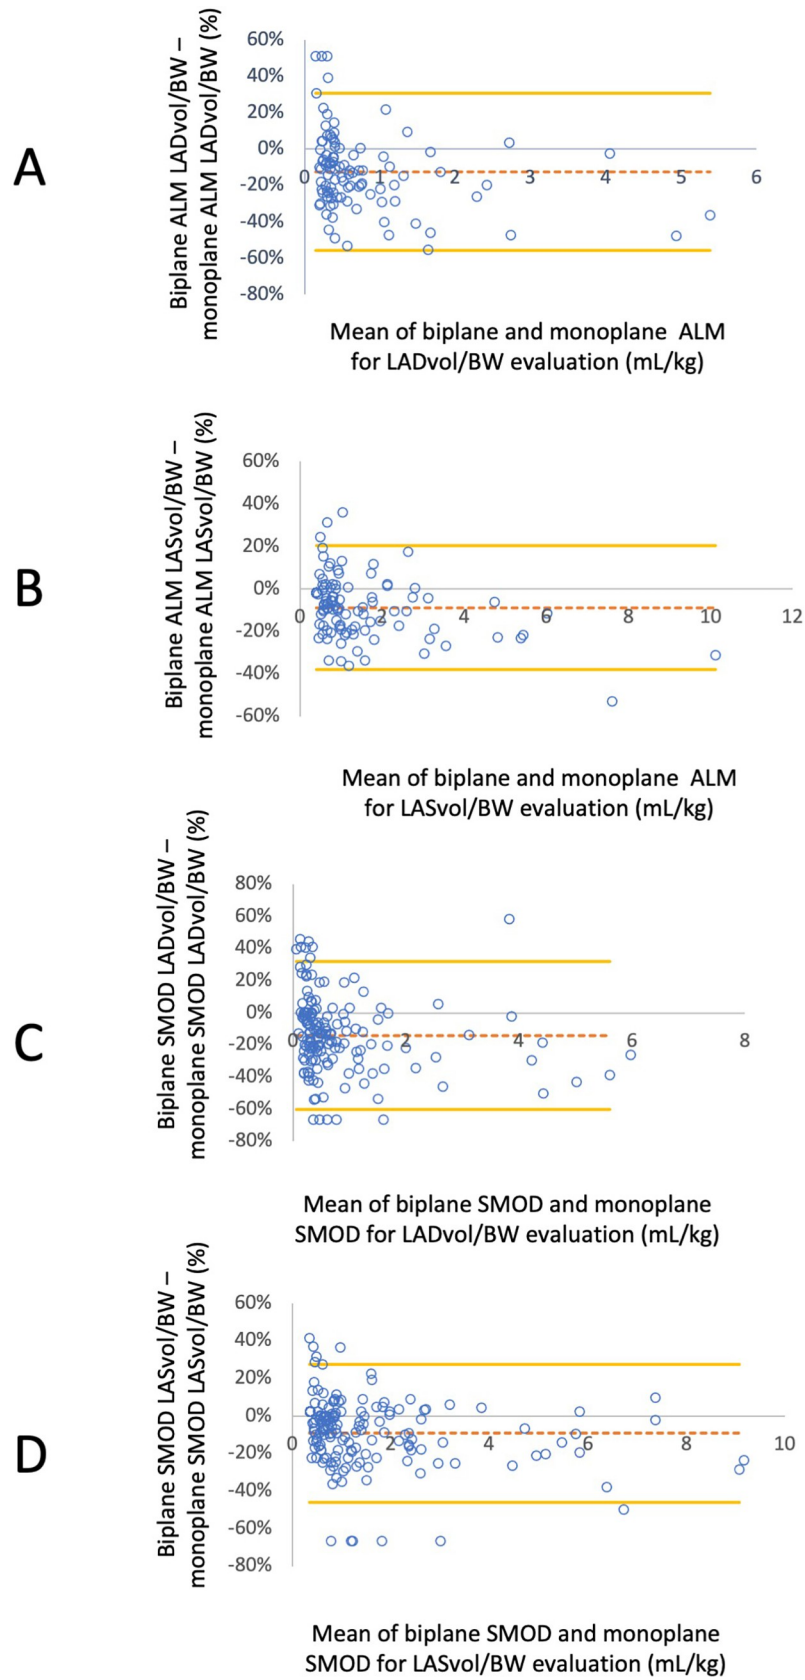 A
Biplane ALM LADvol/BW –
monoplane ALM LADvol/BW (%)
60%
40%
20%
0%
-20%
-40%
-60%
-80%
0 1 2 3 4 5 6
Mean of biplane and monoplane ALM
for LADvol/BW evaluation (mL/kg)
B
Biplane ALM LASvol/BW –
monoplane ALM LASvol/BW (%)
60%
40%
20%
0%
-20%
-40%
-60%
0 2 4 6 8 10 12
Mean of biplane and monoplane ALM
for LASvol/BW evaluation (mL/kg)
C
Biplane SMOD LADvol/BW –
monoplane SMOD LADvol/BW (%)
80%
60%
40%
20%
0%
-20%
-40%
-60%
-80%
0 2 4 6 8
Mean of biplane SMOD and monoplane
SMOD for LADvol/BW evaluation (mL/kg)
D
Biplane SMOD LASvol/BW –
monoplane SMOD LASvol/BW (%)
60%
40%
20%
0%
-20%
-40%
-60%
-80%
0 2 4 6 8 10
Mean of biplane SMOD and monoplane
SMOD for LASvol/BW evaluation (mL/kg)